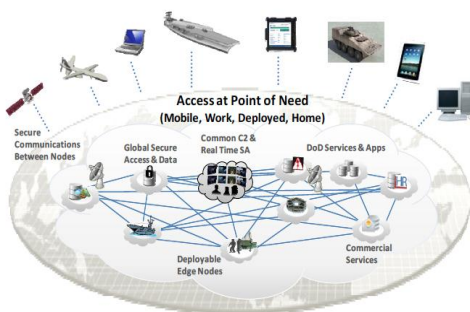 Access at Point of Need
(Mobile, Work, Deployed, Home)
Secure
Communications
Between Nodes
Global Secure
Access & Data
Common C2 &
Real Time SA
DoD Services & Apps
Deployable
Edge Nodes
Commercial
Services